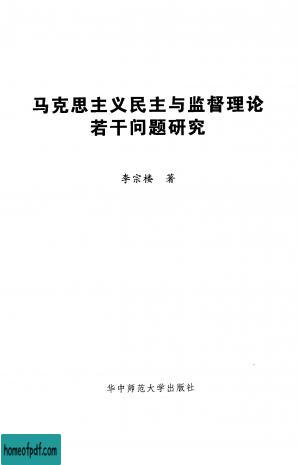 马克思主义民主与监督理论
若干问题研究
李宗楼 著
华中师范大学出版社
PDF
homeofpdf.com